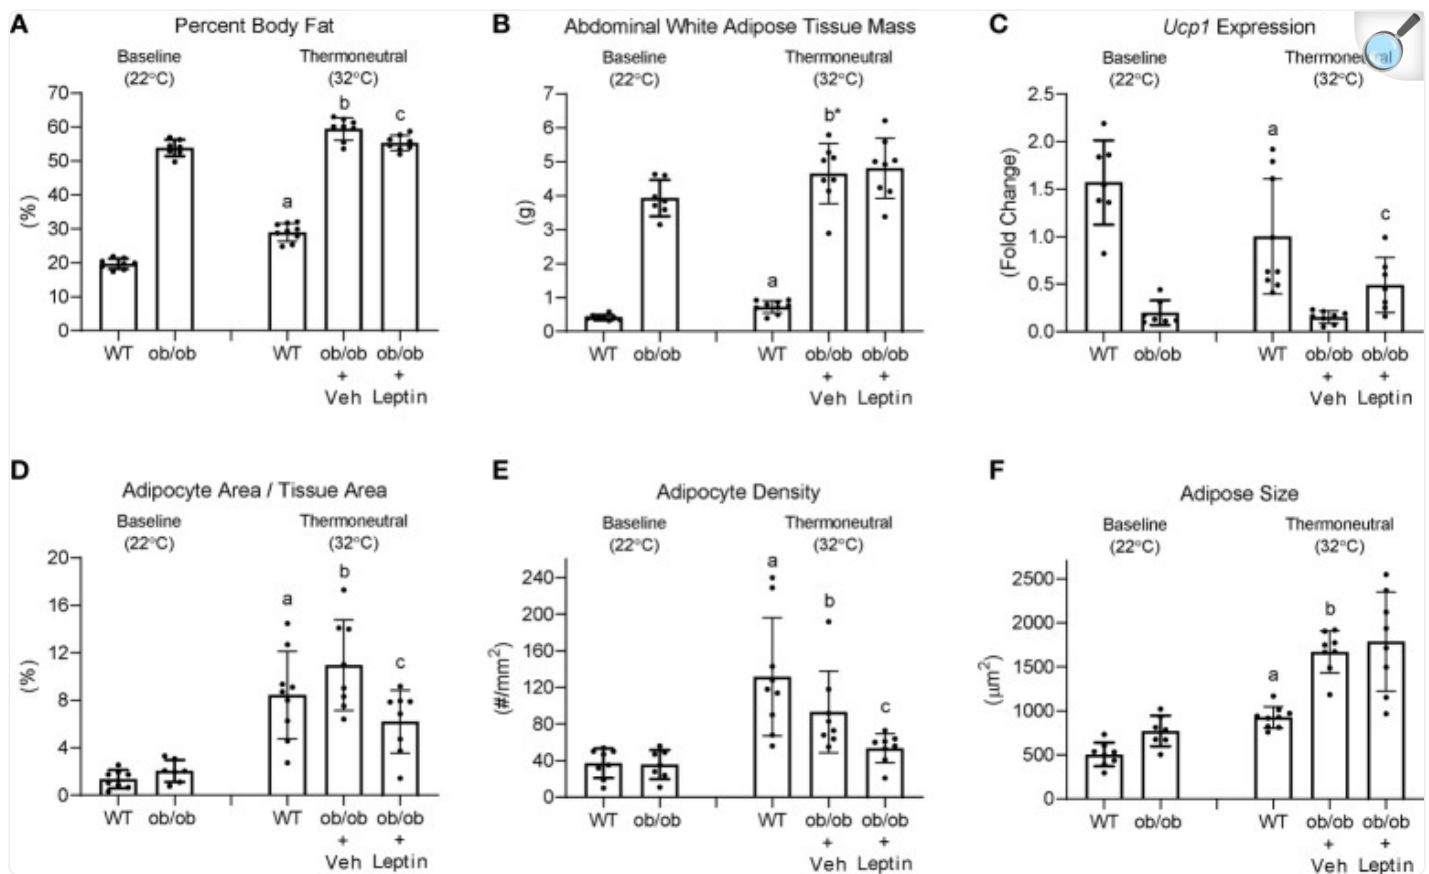 A
Percent Body Fat
Baseline
(22°C)
Thermoneutral
(32°C)
70
60
50
40
30
20
10
0
(%)
a
b
c
WT
ob/ob
WT
ob/ob
+
Veh
ob/ob
+
Leptin
B
Abdominal White Adipose Tissue Mass
Baseline
(22°C)
Thermoneutral
(32°C)
7
6
5
4
3
2
1
0
(g)
a
b*
WT
ob/ob
WT
ob/ob
+
Veh
ob/ob
+
Leptin
C
Ucp1 Expression
Baseline
(22°C)
Thermoneutral
(32°C)
2.5
2.0
1.5
1.0
0.5
0.0
(Fold Change)
a
c
WT
ob/ob
WT
ob/ob
+
Veh
ob/ob
+
Leptin
D
Adipocyte Area / Tissue Area
Baseline
(22°C)
Thermoneutral
(32°C)
20
16
12
8
4
0
(%)
a
b
c
WT
ob/ob
WT
ob/ob
+
Veh
ob/ob
+
Leptin
E
Adipocyte Density
Baseline
(22°C)
Thermoneutral
(32°C)
240
200
160
120
80
40
0
(#/mm²)
a
b
c
WT
ob/ob
WT
ob/ob
+
Veh
ob/ob
+
Leptin
F
Adipose Size
Baseline
(22°C)
Thermoneutral
(32°C)
2500
2000
1500
1000
500
0
(μm²)
a
b
WT
ob/ob
WT
ob/ob
+
Veh
ob/ob
+
Leptin